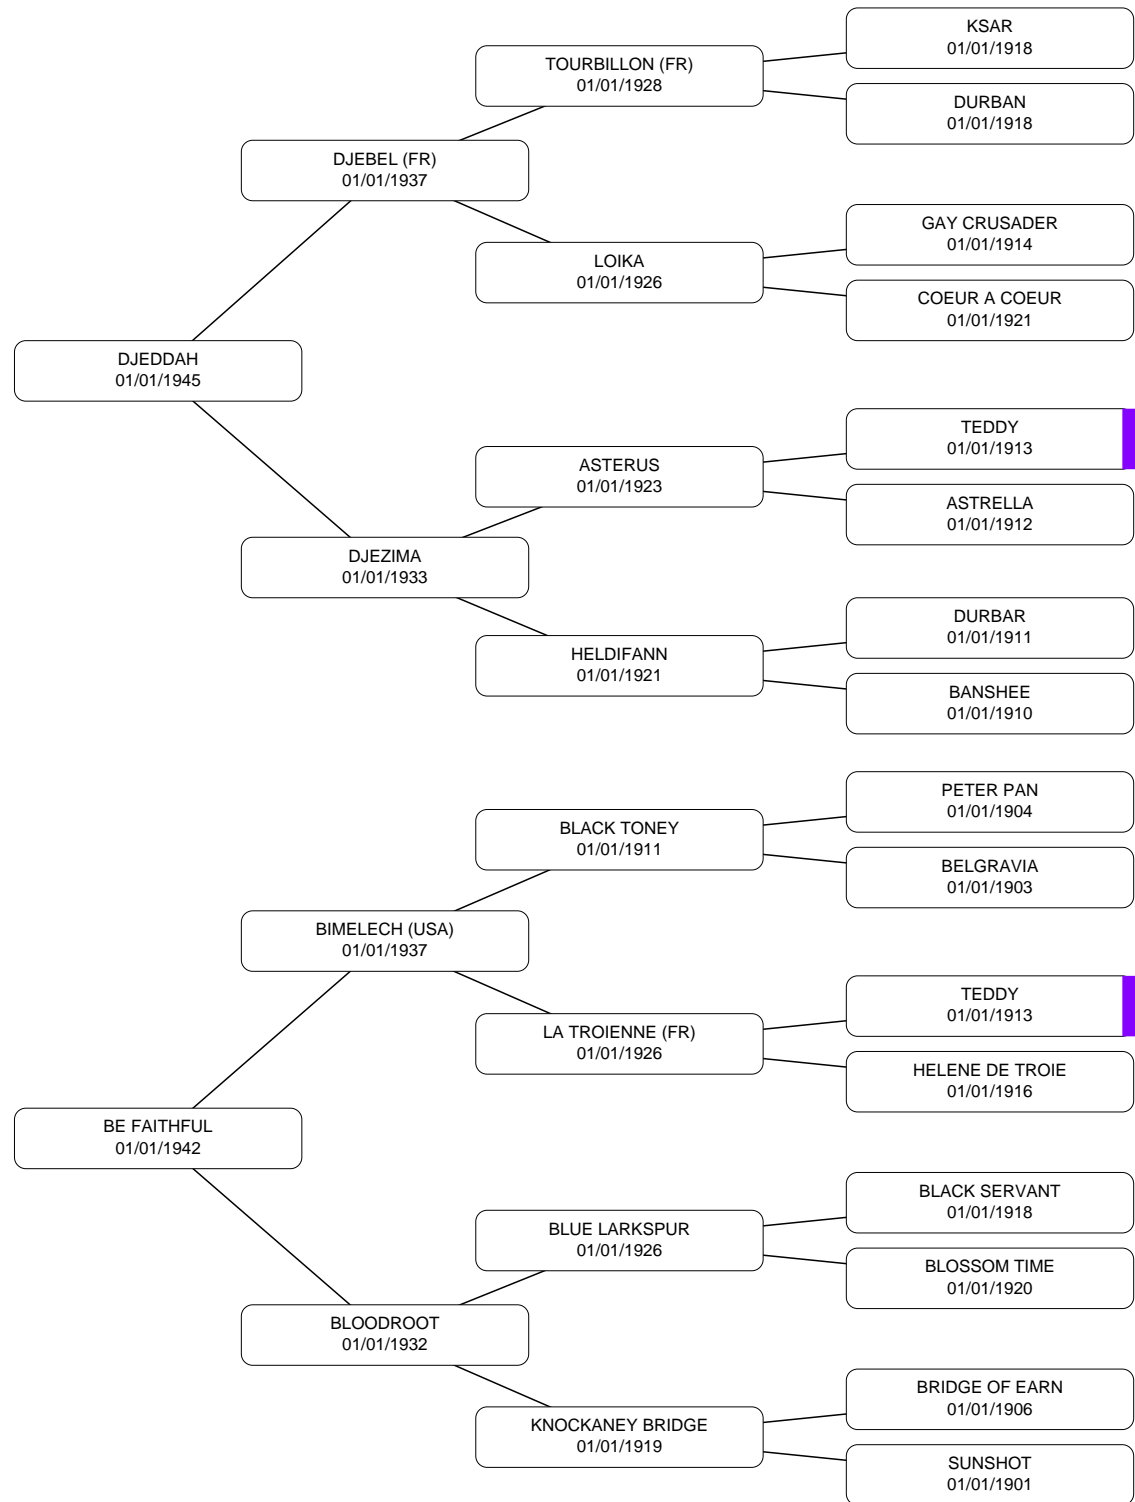 KSAR
01/01/1918
TOURBILLON (FR)
01/01/1928
DURBAN
01/01/1918
DJEBEL (FR)
01/01/1937
GAY CRUSADER
01/01/1914
LOIKA
01/01/1926
COEUR A COEUR
01/01/1921
DJEDDAH
01/01/1945
TEDDY
01/01/1913
ASTERUS
01/01/1923
ASTRELLA
01/01/1912
DJEZIMA
01/01/1933
DURBAR
01/01/1911
HELDIFANN
01/01/1921
BANSHEE
01/01/1910
PETER PAN
01/01/1904
BLACK TONEY
01/01/1911
BELGRAVIA
01/01/1903
BIMELECH (USA)
01/01/1937
TEDDY
01/01/1913
LA TROIENNE (FR)
01/01/1926
HELENE DE TROIE
01/01/1916
BE FAITHFUL
01/01/1942
BLACK SERVANT
01/01/1918
BLUE LARKSPUR
01/01/1926
BLOSSOM TIME
01/01/1920
BLOODROOT
01/01/1932
BRIDGE OF EARN
01/01/1906
KNOCKANEY BRIDGE
01/01/1919
SUNSHOT
01/01/1901